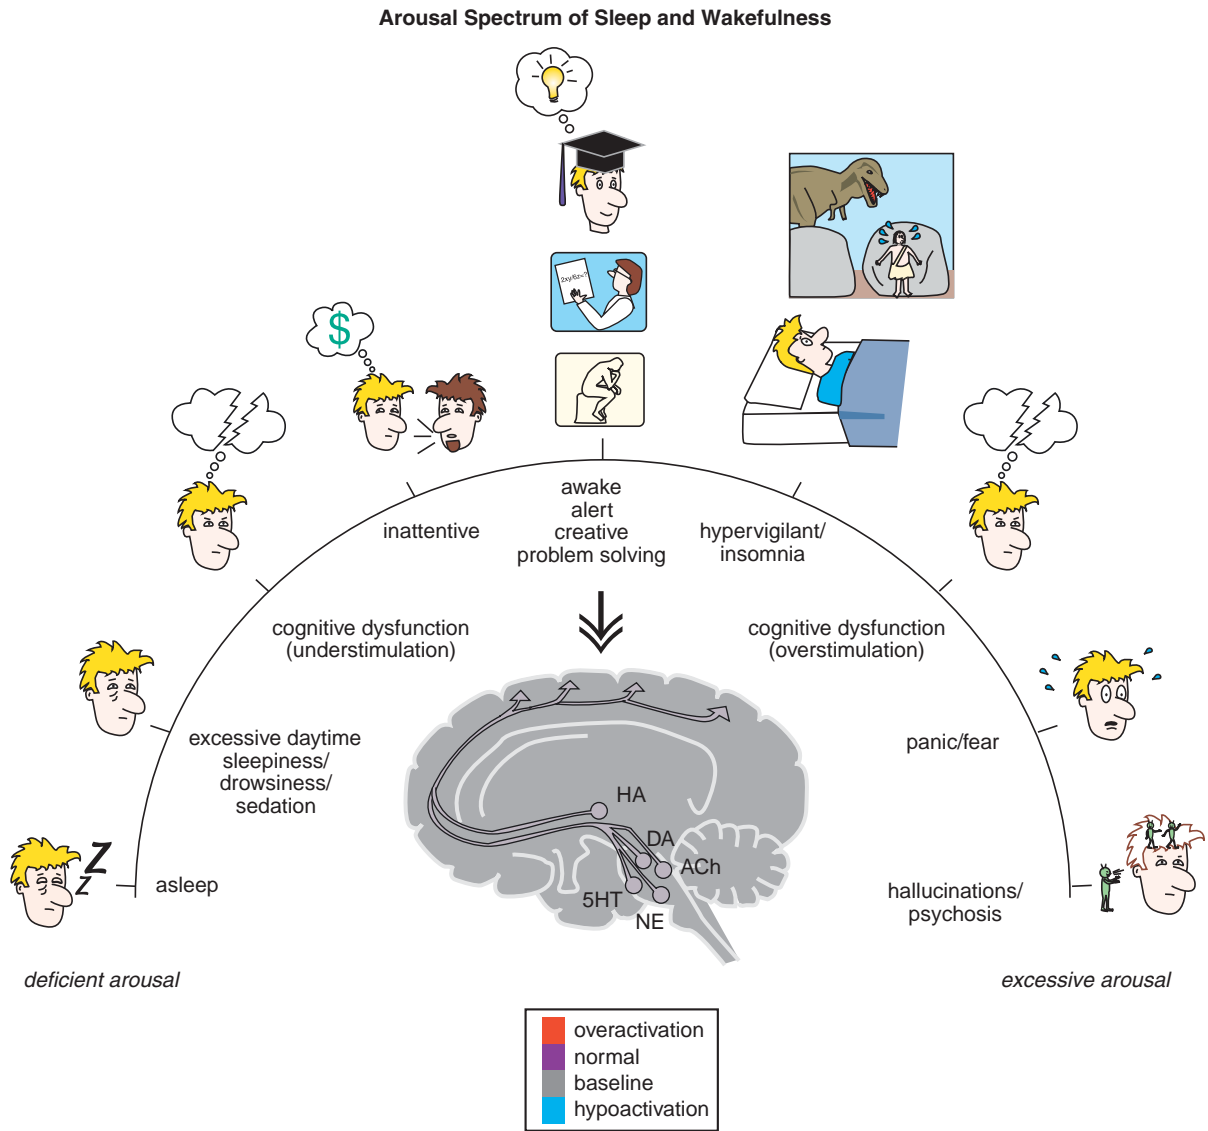 Arousal Spectrum of Sleep and Wakefulness
2xy/6z=?
$
inattentive
awake
alert
creative
problem solving
hypervigilant/
insomnia
cognitive dysfunction
(understimulation)
cognitive dysfunction
(overstimulation)
excessive daytime
sleepiness/
drowsiness/
sedation
panic/fear
HA
DA
ACh
5HT
NE
z
z
asleep
hallucinations/
psychosis
deficient arousal
excessive arousal
overactivation
normal
baseline
hypoactivation